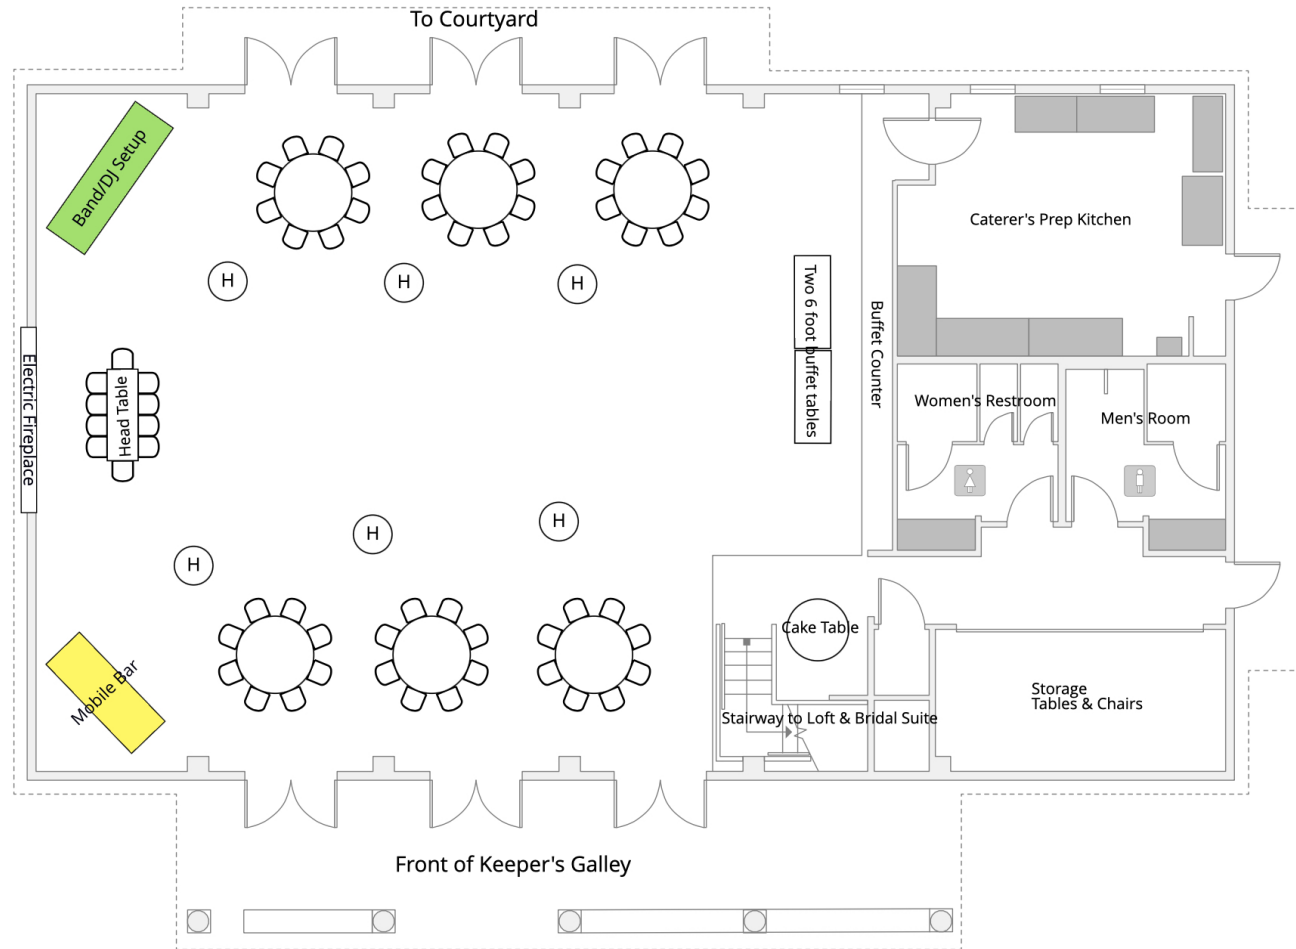 To Courtyard
Band/DJ Setup
Caterer's Prep Kitchen
H
H
H
Two 6 foot buffet tables
Buffet Counter
Electric Fireplace
Head Table
Women's Restroom
Men's Room
H
H
H
Cake Table
Mobile Bar
Storage
Tables & Chairs
Stairway to Loft & Bridal Suite
Front of Keeper's Galley